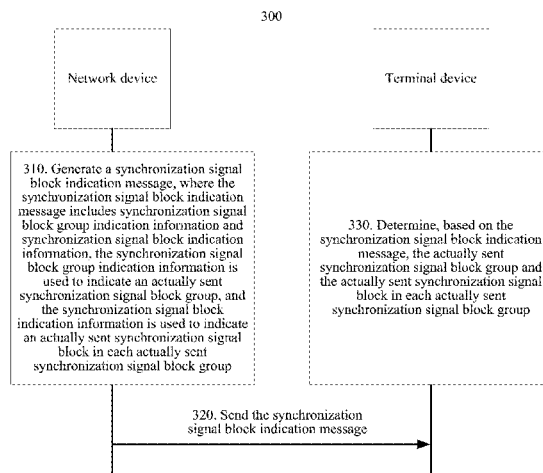 300
Network device
Terminal device
310. Generate a synchronization signal
block indication message, where the
synchronization signal block indication
message includes synchronization signal
block group indication information and
synchronization signal block indication
information, the synchronization signal
block group indication information is
used to indicate an actually sent
synchronization signal block group, and
the synchronization signal block
indication information is used to indicate
an actually sent synchronization signal
block in each actually sent
synchronization signal block group
330. Determine, based on the
synchronization signal block indication
message, the actually sent
synchronization signal block group and
the actually sent synchronization signal
block in each actually sent
synchronization signal block group
320. Send the synchronization
signal block indication message